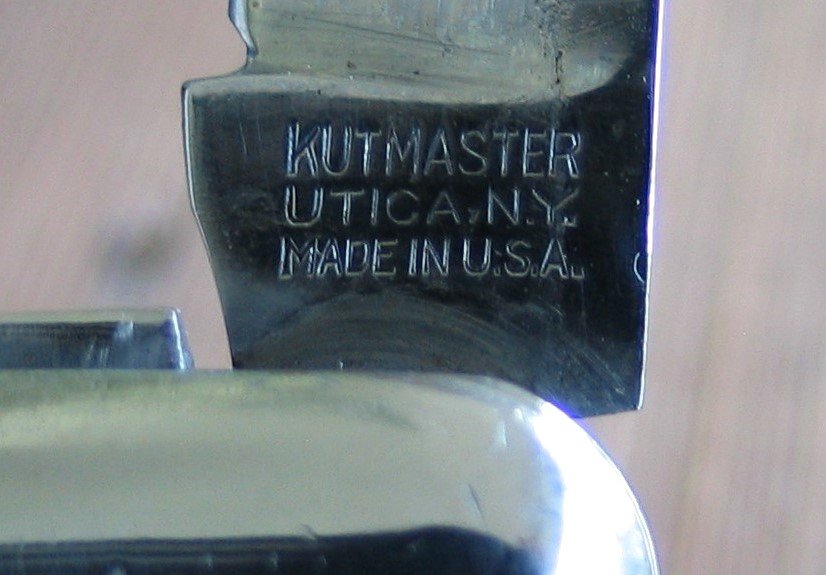 KUTMASTER
UTICA, N.Y.
MADE IN U.S.A.